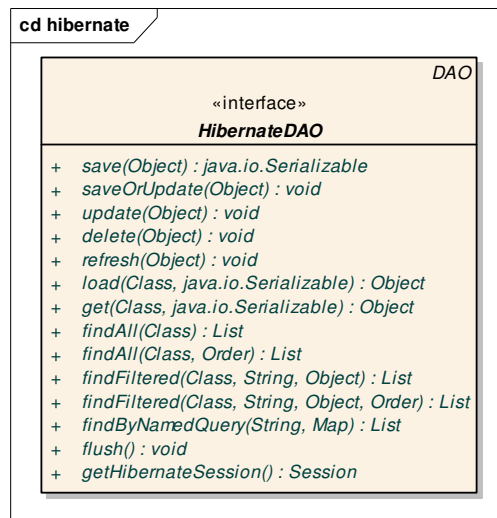 cd hibernate
DAO
«interface»
HibernateDAO
+ save(Object) : java.io.Serializable
+ saveOrUpdate(Object) : void
+ update(Object) : void
+ delete(Object) : void
+ refresh(Object) : void
+ load(Class, java.io.Serializable) : Object
+ get(Class, java.io.Serializable) : Object
+ findAll(Class) : List
+ findAll(Class, Order) : List
+ findFiltered(Class, String, Object) : List
+ findFiltered(Class, String, Object, Order) : List
+ findByNamedQuery(String, Map) : List
+ flush() : void
+ getHibernateSession() : Session